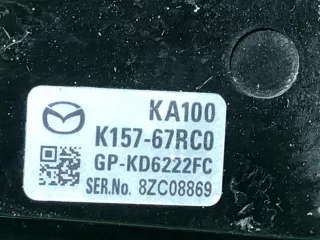 KA100
K157-67RC0
GP-KD6222FC
SER.No. 8ZC08869